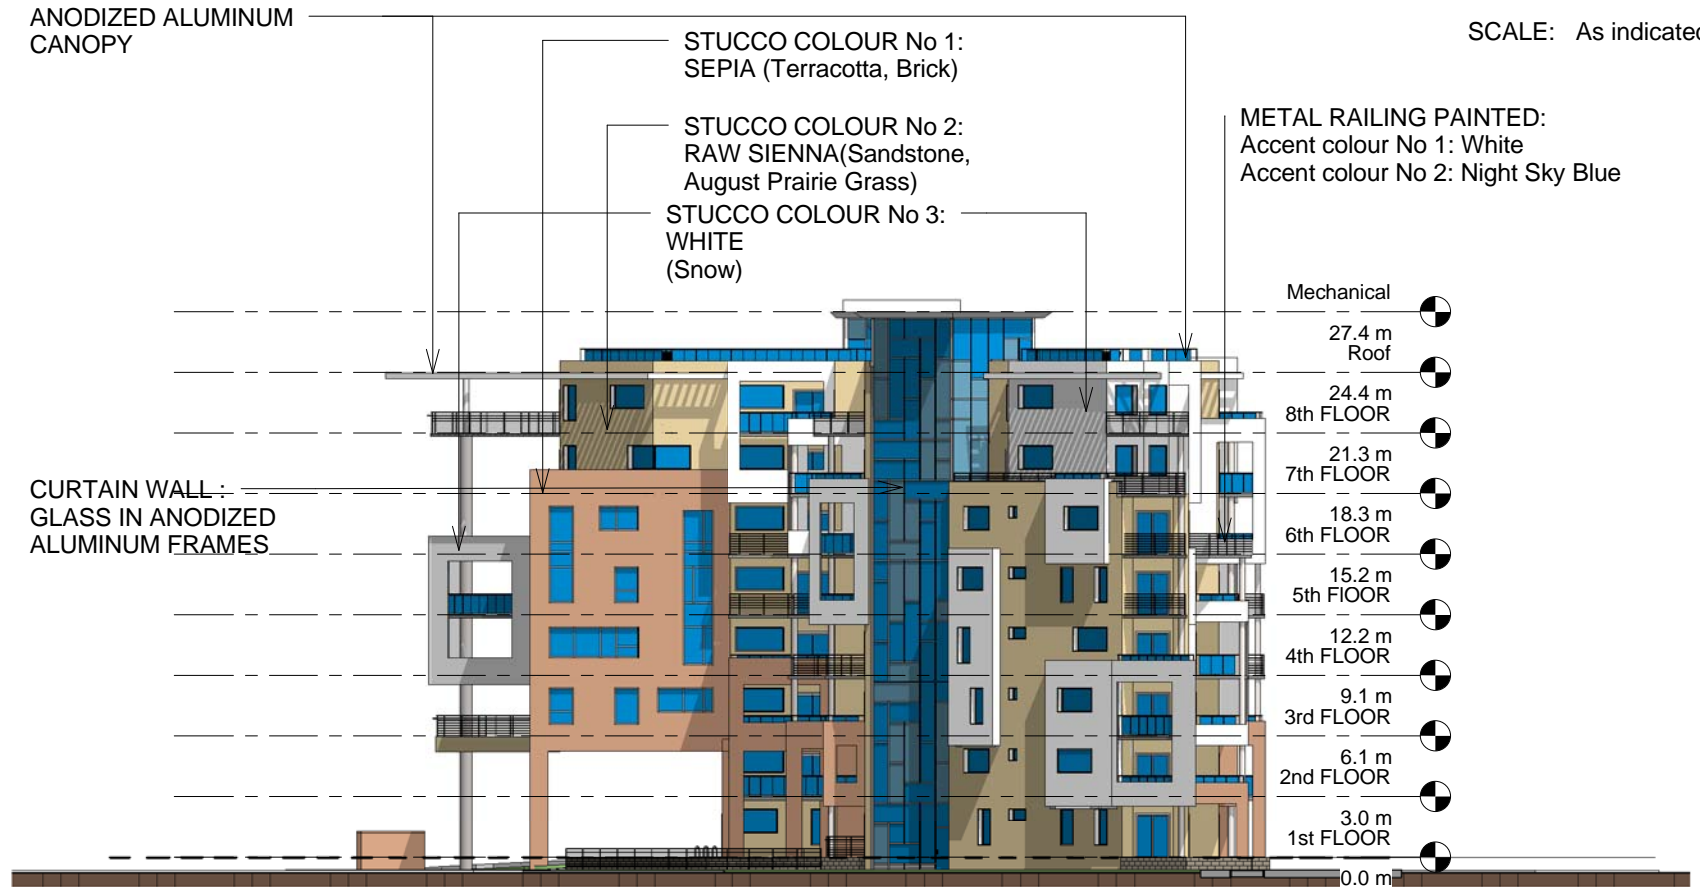 ANODIZED ALUMINUM
CANOPY
STUCCO COLOUR No 1:
SEPIA (Terracotta, Brick)
STUCCO COLOUR No 2:
RAW SIENNA(Sandstone,
August Prairie Grass)
STUCCO COLOUR No 3:
WHITE
(Snow)
SCALE: As indicated
METAL RAILING PAINTED:
Accent colour No 1: White
Accent colour No 2: Night Sky Blue
CURTAIN WALL :
GLASS IN ANODIZED
ALUMINUM FRAMES
Mechanical
27.4 m
Roof
24.4 m
8th FLOOR
21.3 m
7th FLOOR
18.3 m
6th FLOOR
15.2 m
5th FlOOR
12.2 m
4th FLOOR
9.1 m
3rd FLOOR
6.1 m
2nd FLOOR
3.0 m
1st FLOOR
0.0 m